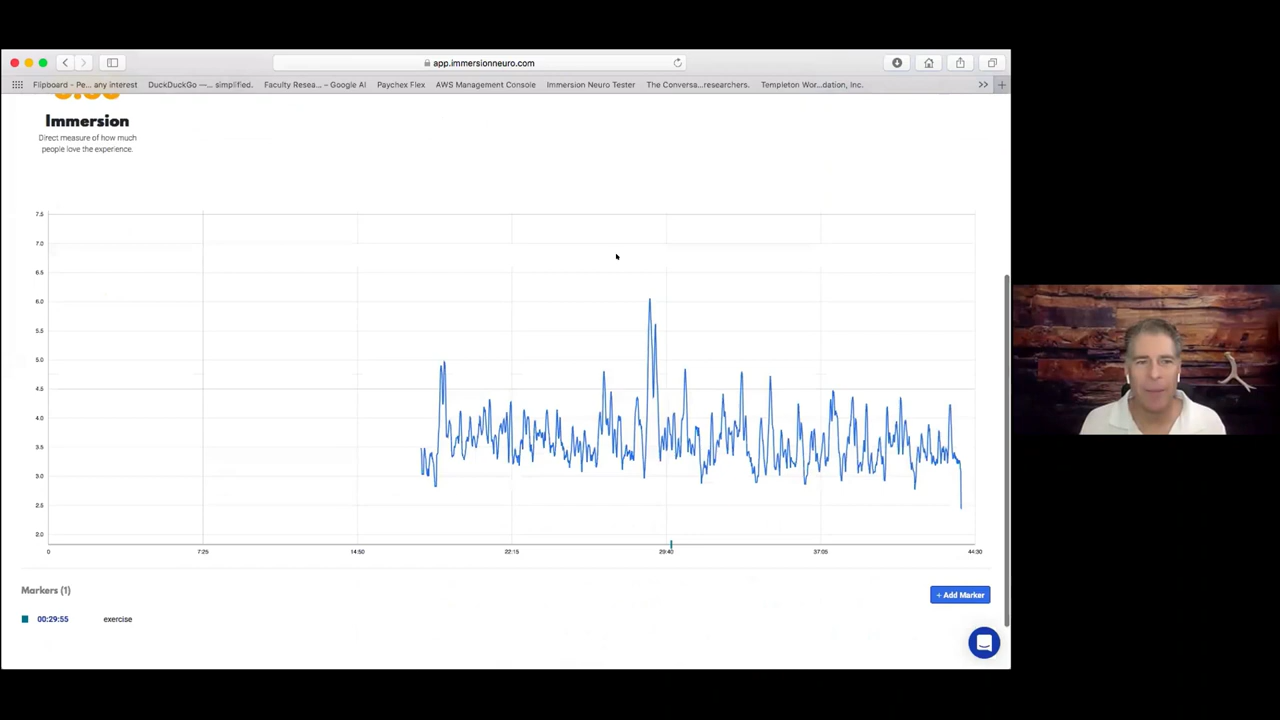 app.immersionneuro.com
Flipboard - Pe... any interest DuckDuckGo — ... simplified. Faculty Resea... – Google AI Paychex Flex AWS Management Console Immersion Neuro Tester The Conversa...researchers. Templeton Wor...dation, Inc.
Immersion
Direct measure of how much
people love the experience.
7.5
7.0
6.5
6.0
5.5
5.0
4.5
4.0
3.5
3.0
2.5
2.0
0 7:25 14:50 22:15 29:40 37:05 44:30
Markers (1)
+ Add Marker
00:29:55 exercise